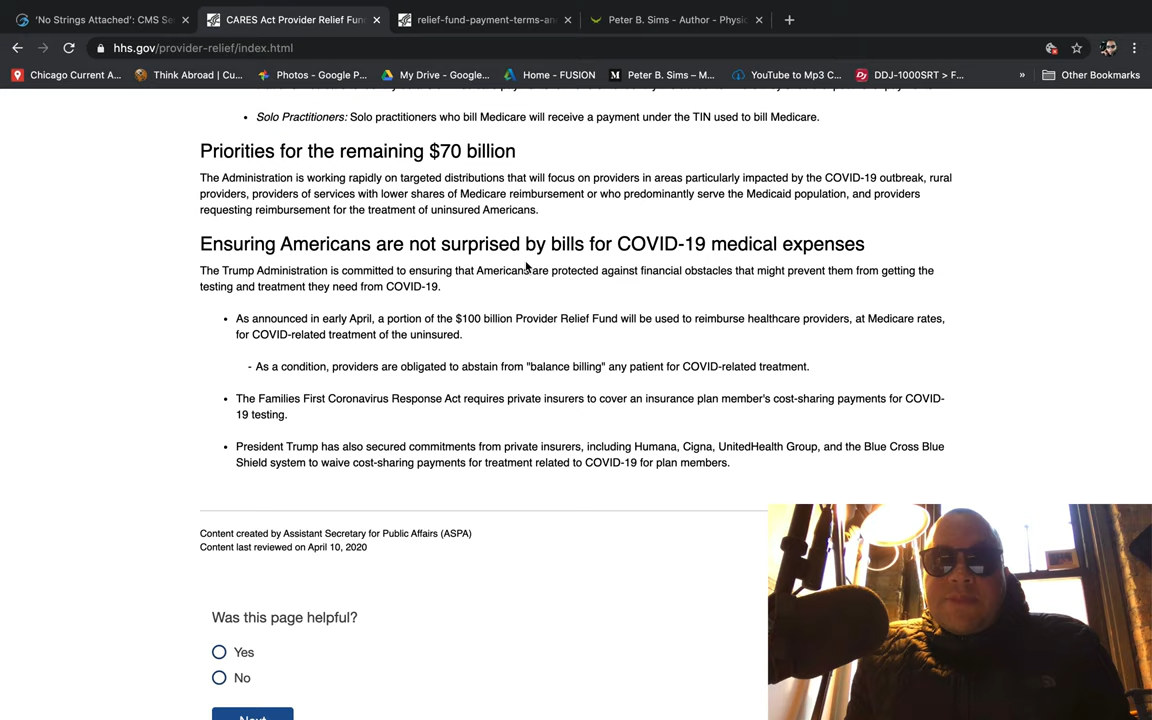 'No Strings Attached': CMS Se
CARES Act Provider Relief Fun
relief-fund-payment-terms-an
Peter B. Sims - Author - Physic
hhs.gov/provider-relief/index.html
Chicago Current A...
Think Abroad | Cu...
Photos - Google P...
My Drive - Google...
Home - FUSION
Peter B. Sims – M...
YouTube to Mp3 C...
DDJ-1000SRT > F...
»
Other Bookmarks
• Solo Practitioners: Solo practitioners who bill Medicare will receive a payment under the TIN used to bill Medicare.
Priorities for the remaining $70 billion
The Administration is working rapidly on targeted distributions that will focus on providers in areas particularly impacted by the COVID-19 outbreak, rural
providers, providers of services with lower shares of Medicare reimbursement or who predominantly serve the Medicaid population, and providers
requesting reimbursement for the treatment of uninsured Americans.
Ensuring Americans are not surprised by bills for COVID-19 medical expenses
The Trump Administration is committed to ensuring that Americans are protected against financial obstacles that might prevent them from getting the
testing and treatment they need from COVID-19.
• As announced in early April, a portion of the $100 billion Provider Relief Fund will be used to reimburse healthcare providers, at Medicare rates,
for COVID-related treatment of the uninsured.
- As a condition, providers are obligated to abstain from "balance billing" any patient for COVID-related treatment.
• The Families First Coronavirus Response Act requires private insurers to cover an insurance plan member's cost-sharing payments for COVID-
19 testing.
• President Trump has also secured commitments from private insurers, including Humana, Cigna, UnitedHealth Group, and the Blue Cross Blue
Shield system to waive cost-sharing payments for treatment related to COVID-19 for plan members.
Content created by Assistant Secretary for Public Affairs (ASPA)
Content last reviewed on April 10, 2020
Was this page helpful?
Yes
No
Next